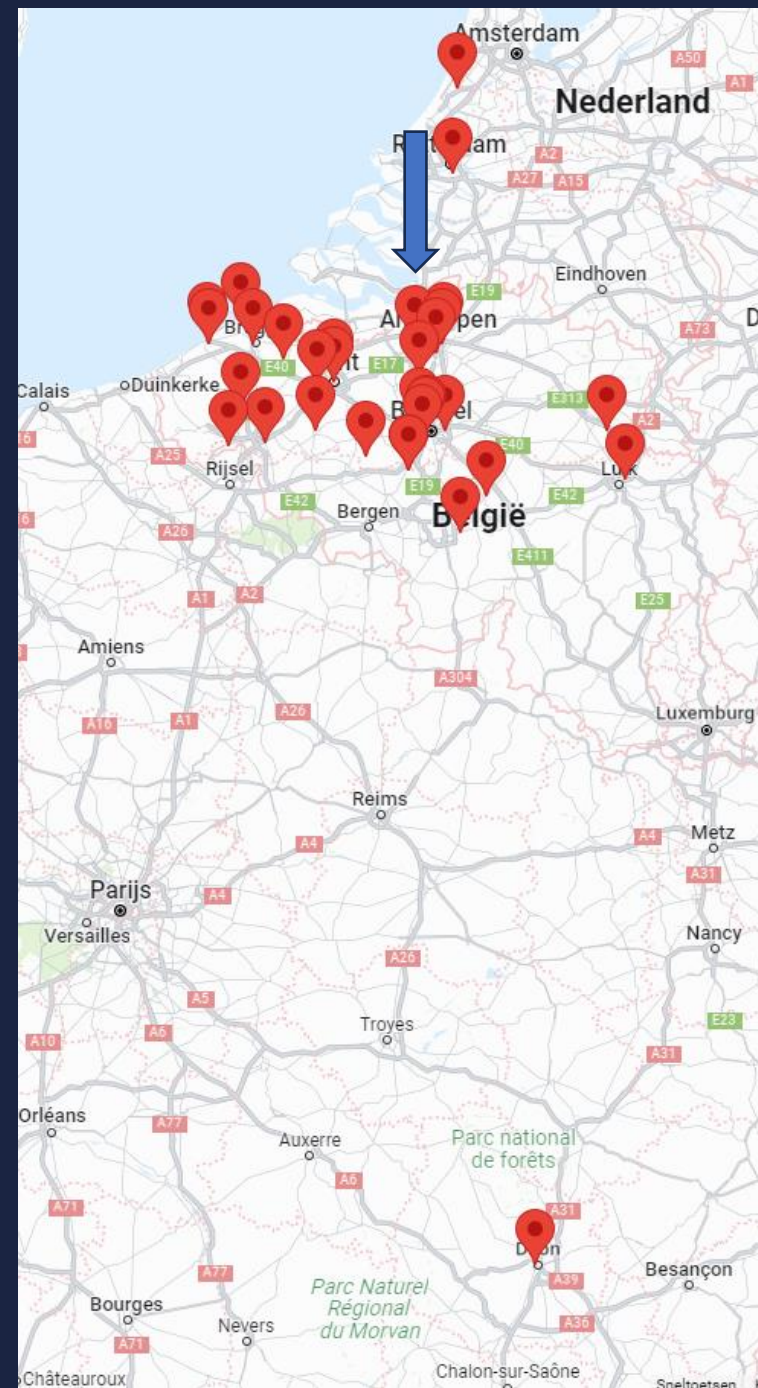 Amsterdam
A50
A1
Nederland
A2
A27
A15
Eindhoven
E19
A73
E17
E40
Calais
Duinkerke
E313
A2
A25
Rijsel
E40
E19
E42
E42
Bergen
België
A26
E411
A1
A2
E25
Amiens
A304
A16
A1
A26
Luxemburg
Reims
A4
A4
Metz
A31
Parijs
A4
Versailles
Nancy
A26
A5
Troyes
E23
A10
A6
A31
Orléans
A77
Auxerre
Parc national
de forêts
A6
A71
A31
A77
A39
Besançon
Parc Naturel
Régional
du Morvan
Bourges
Nevers
A36
A71
Chalon-sur-Saône
Châteauroux